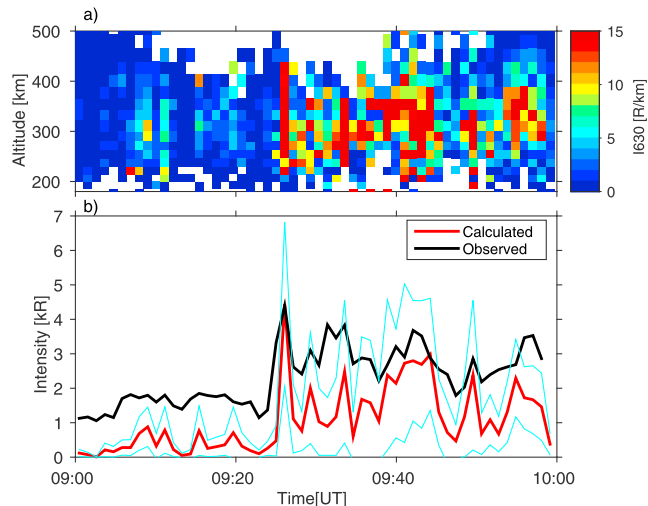 a)
500
400
300
200
Altitude [km]
15
10
5
0
I630 [R/km]
b)
7
6
5
4
3
2
1
0
Intensity [kR]
Calculated
Observed
09:00
09:20
09:40
10:00
Time[UT]